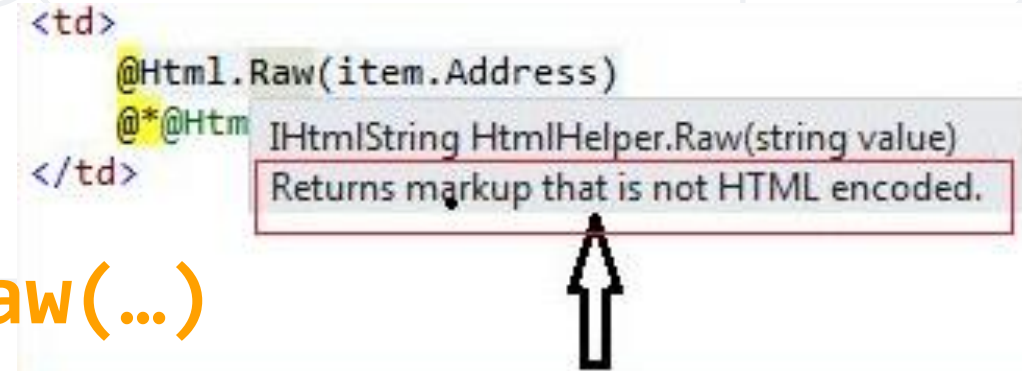 <td>
@Html.Raw(item.Address)
@*@Htm
IHtmlString HtmlHelper.Raw(string value)
</td>
Returns markup that is not HTML encoded.
aw(…)